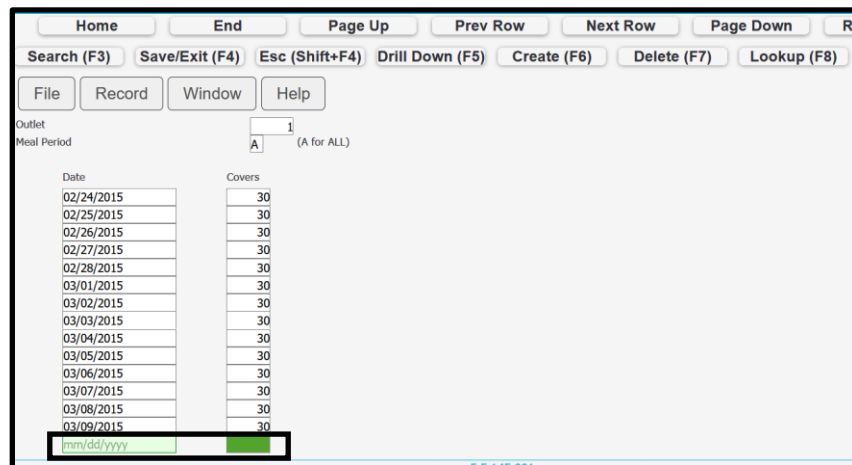 Home End Page Up Prev Row Next Row Page Down
Search (F3) Save/Exit (F4) Esc (Shift+F4) Drill Down (F5) Create (F6) Delete (F7) Lookup (F8)
File Record Window Help
Outlet 1
Meal Period A (A for ALL)
Date Covers
02/24/2015 30
02/25/2015 30
02/26/2015 30
02/27/2015 30
02/28/2015 30
03/01/2015 30
03/02/2015 30
03/03/2015 30
03/04/2015 30
03/05/2015 30
03/06/2015 30
03/07/2015 30
03/08/2015 30
03/09/2015 30
mm/dd/yyyy